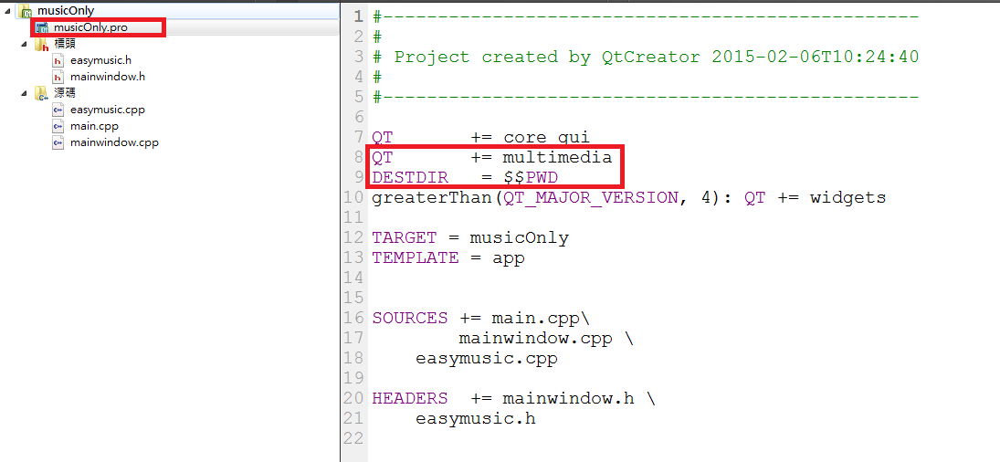 musicOnly
musicOnly.pro
標頭
easymusic.h
mainwindow.h
源碼
easymusic.cpp
main.cpp
mainwindow.cpp
1 #-------------------------------------------------
2 #
3 # Project created by QtCreator 2015-02-06T10:24:40
4 #
5 #-------------------------------------------------
6
7 QT       += core gui
8 QT       += multimedia
9 DESTDIR   = $$PWD
10 greaterThan(QT_MAJOR_VERSION, 4): QT += widgets
11
12 TARGET = musicOnly
13 TEMPLATE = app
14
15
16 SOURCES += main.cpp\
17         mainwindow.cpp \
18     easymusic.cpp
19
20 HEADERS  += mainwindow.h \
21     easymusic.h
22